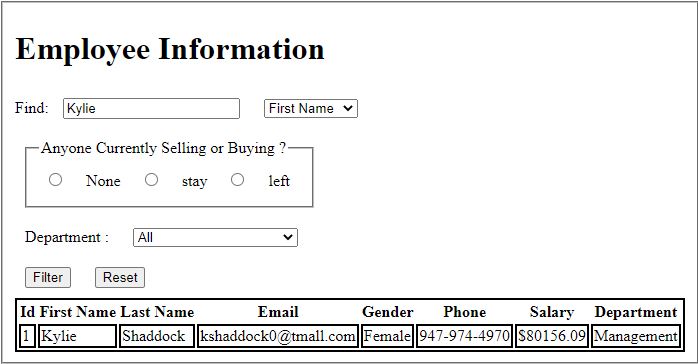 Employee Information
Find: Kylie First Name
Anyone Currently Selling or Buying ?
None stay left
Department : All
Filter Reset
Id First Name Last Name Email Gender Phone Salary Department
1 Kylie Shaddock kshaddock0@tmall.com Female 947-974-4970 $80156.09 Management